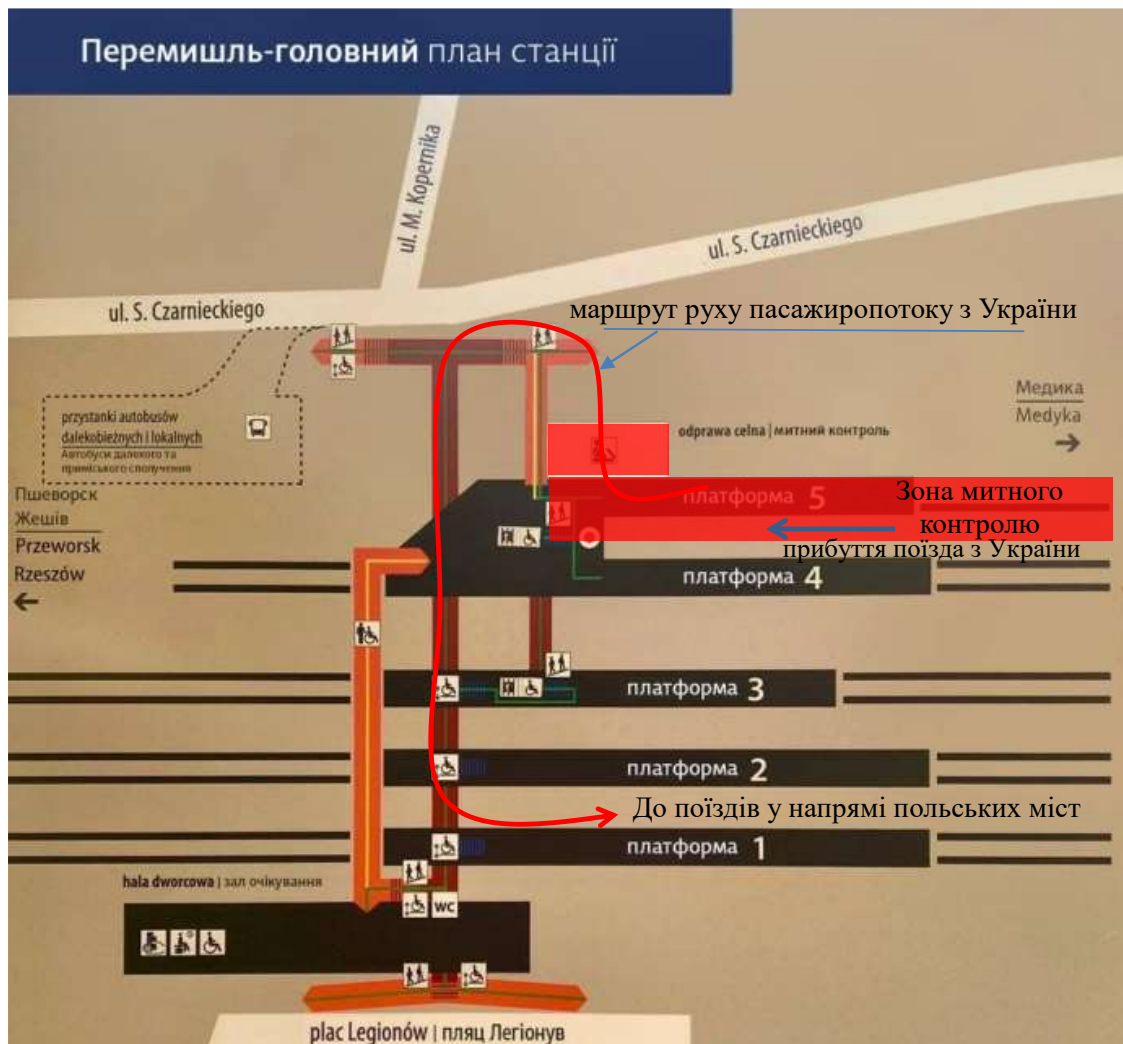 Перемишль-головний план станції
ul. M. Kopernika
ul. S. Czarnieckiego
ul. S. Czarnieckiego
маршрут руху пасажиропотоку з України
przystanki autobusów
dalekobieżnych i lokalnych
Автобуси далекого та
приміського сполучення
odprawa celna | митний контроль
Медика
Medyka
Пшеворск
Жешів
Przeworsk
Rzeszów
платформа 5
Зона митного
контролю
прибуття поїзда з України
платформа 4
платформа 3
платформа 2
До поїздів у напрямі польських міст
платформа 1
hala dworcowa | зал очікування
WC
plac Legionów | пляц Легіонув